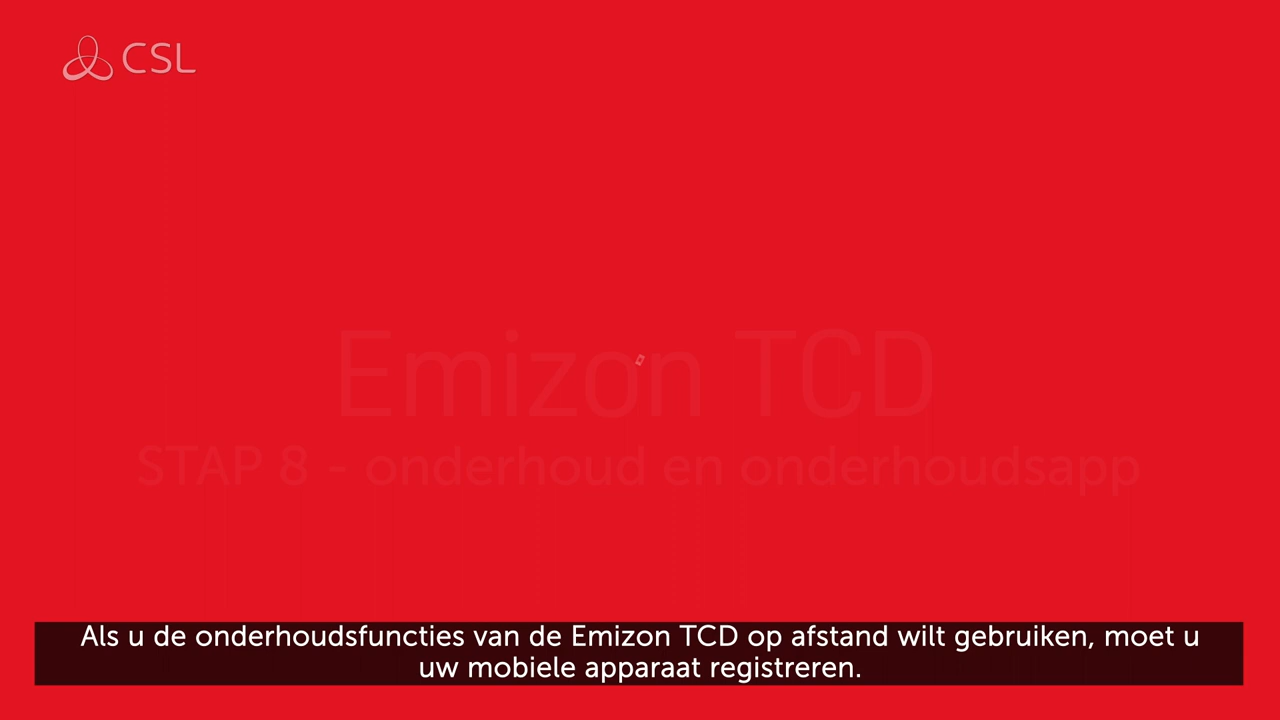 CSL
Emizon TCD
STAP 8 - onderhoud en onderhoudsapp
Als u de onderhoudsfuncties van de Emizon TCD op afstand wilt gebruiken, moet u
uw mobiele apparaat registreren.